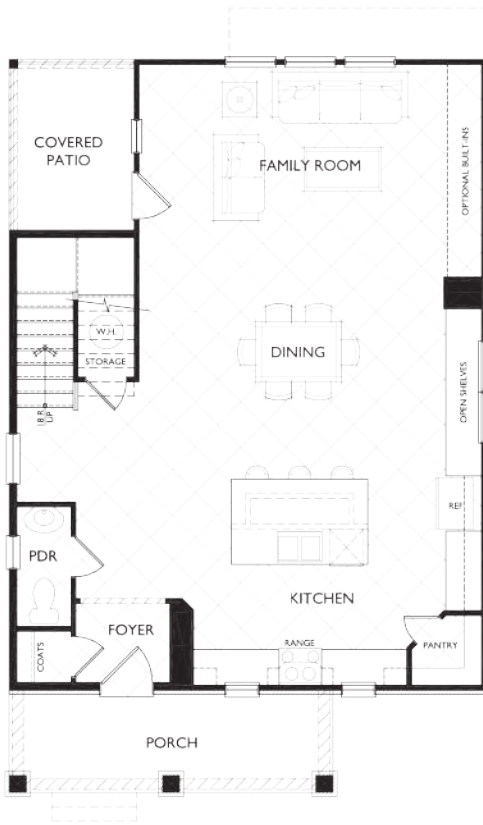 COVERED
PATIO
FAMILY ROOM
OPTIONAL BUILT-INS
W.H.
STORAGE
DINING
OPEN SHELVES
18 R
UP
REF
PDR
KITCHEN
FOYER
COATS
RANGE
PANTRY
PORCH